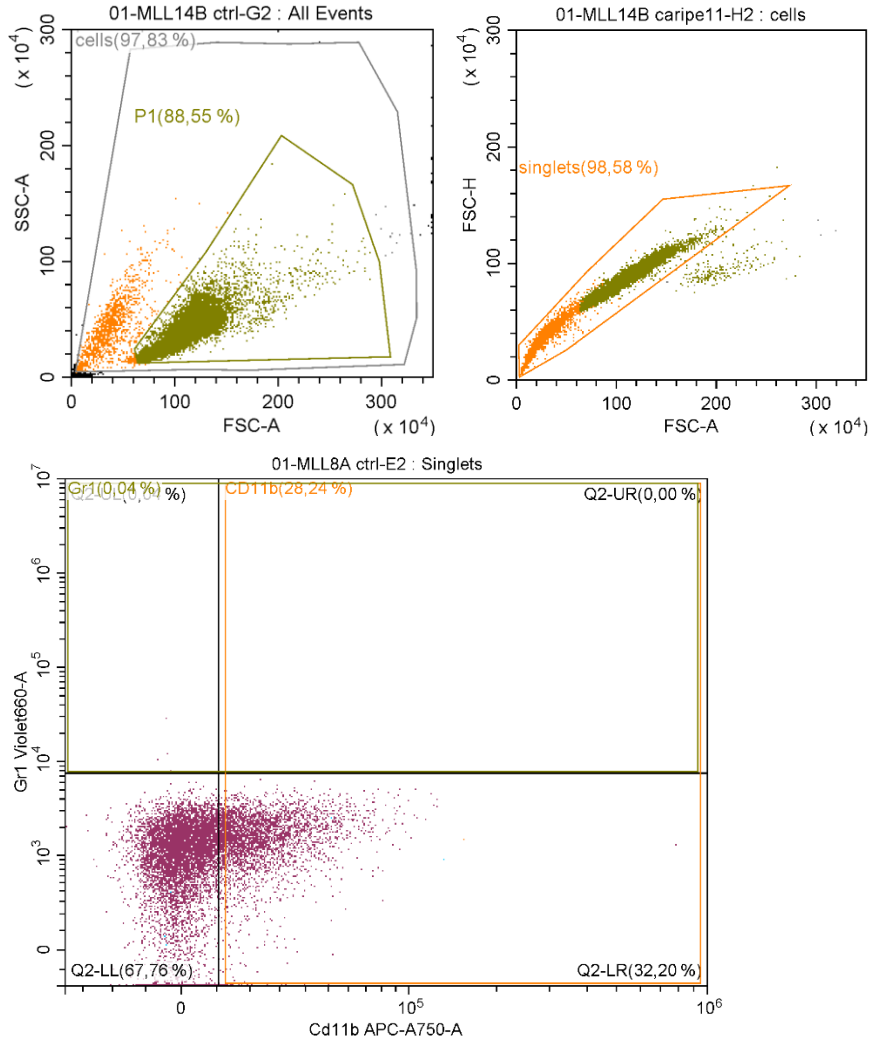 01-MLL14B ctrl-G2 : All Events
cells(97,83 %)
P1(88,55 %)
SSC-A
(x 10⁴)
300
200
100
0
0
100
200
300
FSC-A
(x 10⁴)
01-MLL14B caripe11-H2 : cells
singlets(98,58 %)
FSC-H
(x 10⁴)
300
200
100
0
0
100
200
300
FSC-A
(x 10⁴)
01-MLL8A ctrl-E2 : Singlets
Gr1(0,04 %)
CD11b(28,24 %)
Q2-UL(0,04 %)
Q2-UR(0,00 %)
Gr1 Violet660-A
10⁷
10⁶
10⁵
10⁴
10³
0
Q2-LL(67,76 %)
Q2-LR(32,20 %)
0
10⁵
10⁶
Cd11b APC-A750-A